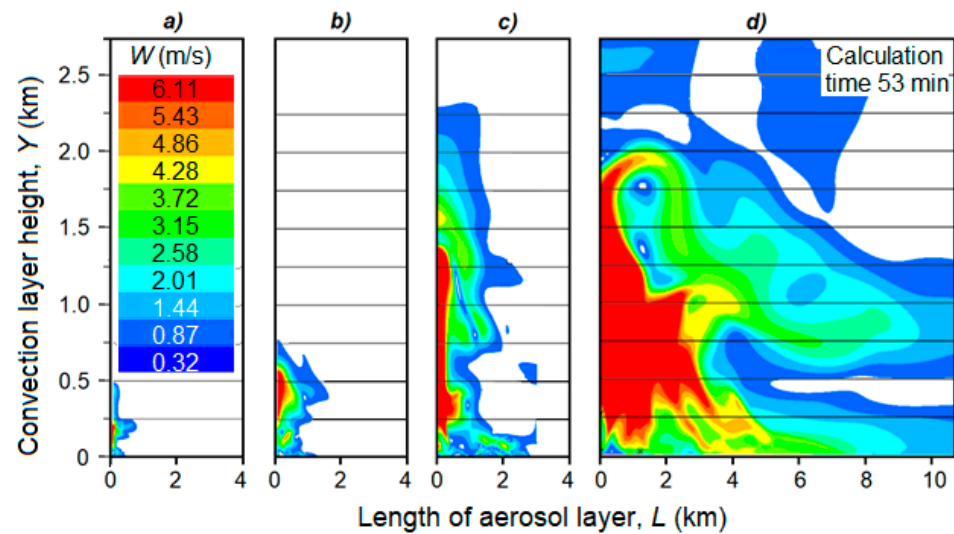 a)
b)
c)
d)
Convection layer height, Y (km)
2.5
2.0
1.5
1.0
0.5
0
W (m/s)
6.11
5.43
4.86
4.28
3.72
3.15
2.58
2.01
1.44
0.87
0.32
Calculation
time 53 min
0 2 4
0 2 4
0 2 4
0 2 4 6 8 10
Length of aerosol layer, L (km)